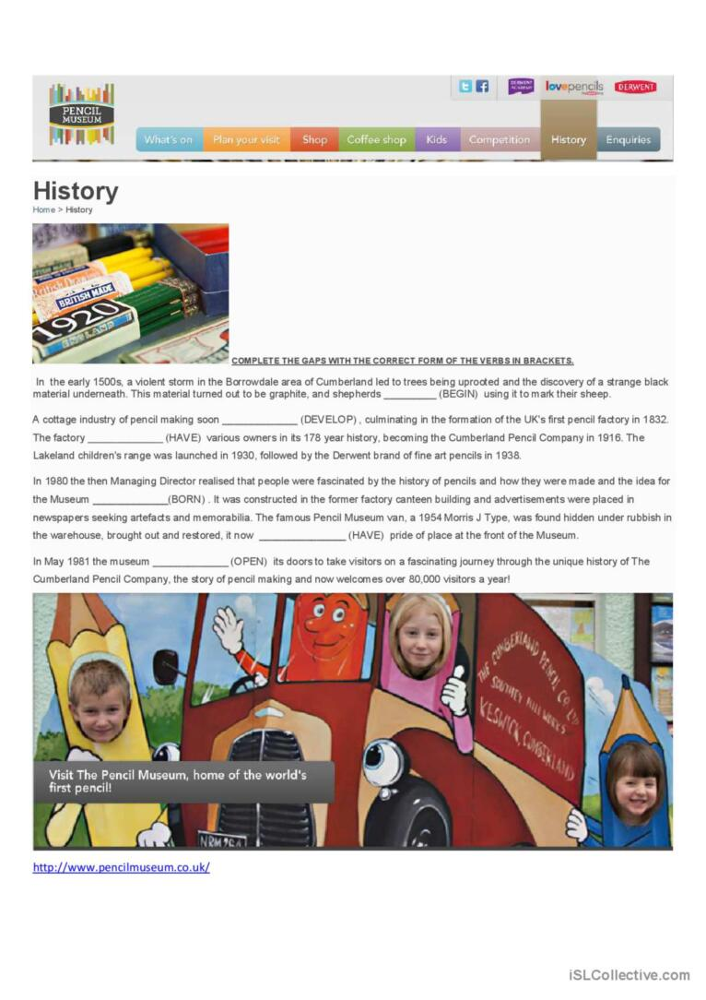 PENCIL
MUSEUM
DERWENT
ACADEMY
lovepencils
DERWENT
What's on
Plan your visit
Shop
Coffee shop
Kids
Competition
History
Enquiries
History
Home > History
BRITISH MADE
1920
ENGLAND
COMPLETE THE GAPS WITH THE CORRECT FORM OF THE VERBS IN BRACKETS.
In the early 1500s, a violent storm in the Borrowdale area of Cumberland led to trees being uprooted and the discovery of a strange black
material underneath. This material turned out to be graphite, and shepherds _________ (BEGIN) using it to mark their sheep.
A cottage industry of pencil making soon _____________ (DEVELOP) , culminating in the formation of the UK's first pencil factory in 1832.
The factory _____________ (HAVE) various owners in its 178 year history, becoming the Cumberland Pencil Company in 1916. The
Lakeland children's range was launched in 1930, followed by the Derwent brand of fine art pencils in 1938.
In 1980 the then Managing Director realised that people were fascinated by the history of pencils and how they were made and the idea for
the Museum _____________(BORN) . It was constructed in the former factory canteen building and advertisements were placed in
newspapers seeking artefacts and memorabilia. The famous Pencil Museum van, a 1954 Morris J Type, was found hidden under rubbish in
the warehouse, brought out and restored, it now _______________ (HAVE) pride of place at the front of the Museum.
In May 1981 the museum _____________ (OPEN) its doors to take visitors on a fascinating journey through the unique history of The
Cumberland Pencil Company, the story of pencil making and now welcomes over 80,000 visitors a year!
THE CUMBERLAND PENCIL CO. LTD
SOUTHEY HILL WORKS
KESWICK, CUMBERLAND
Visit The Pencil Museum, home of the world's
first pencil!
NRM 264
http://www.pencilmuseum.co.uk/
iSLCollective.com